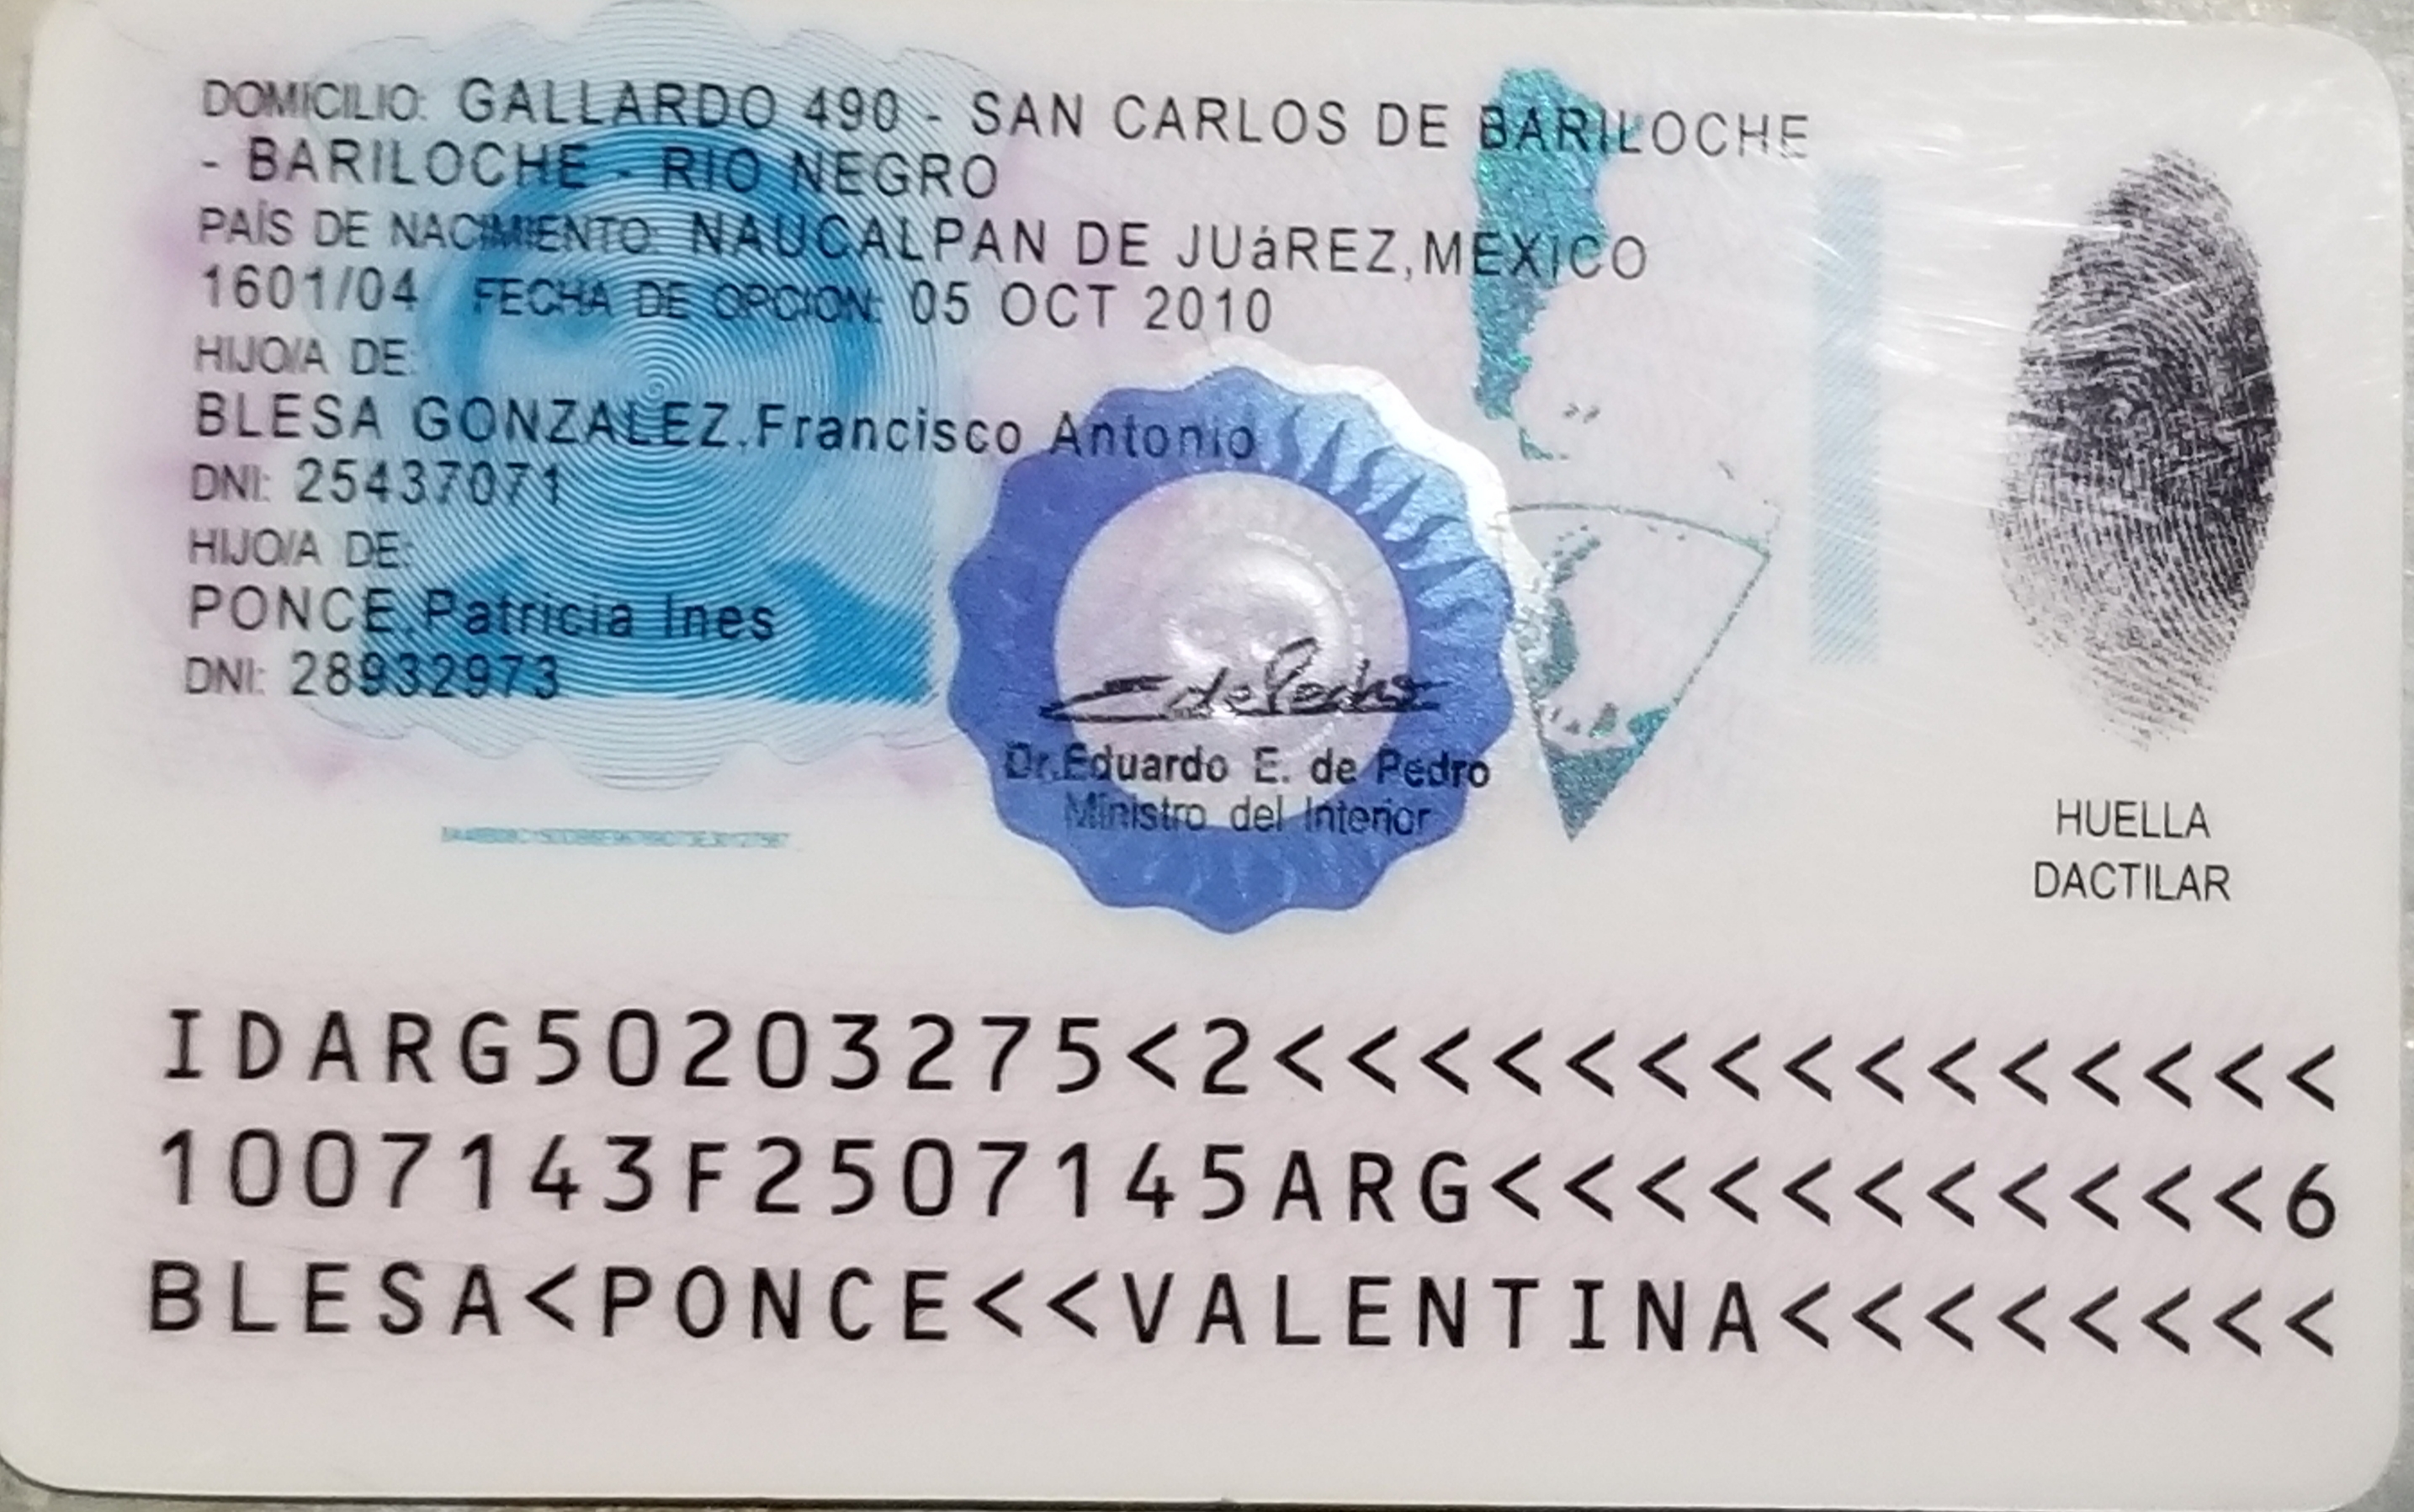 DOMICILIO: GALLARDO 490 - SAN CARLOS DE BARILOCHE
- BARILOCHE - RIO NEGRO
PAÍS DE NACIMIENTO: NAUCALPAN DE JUáREZ,MEXICO
1601/04 FECHA DE OPCION: 05 OCT 2010
HIJO/A DE:
BLESA GONZALEZ,Francisco Antonio
DNI: 25437071
HIJO/A DE:
PONCE,Patricia Ines
DNI: 28932973
E de Pedro
Dr.Eduardo E. de Pedro
Ministro del Interior
HUELLA
DACTILAR
IDARG50203275<2<<<<<<<<<<<<<<<
1007143F2507145ARG<<<<<<<<<<<6
BLESA<PONCE<<VALENTINA<<<<<<<<